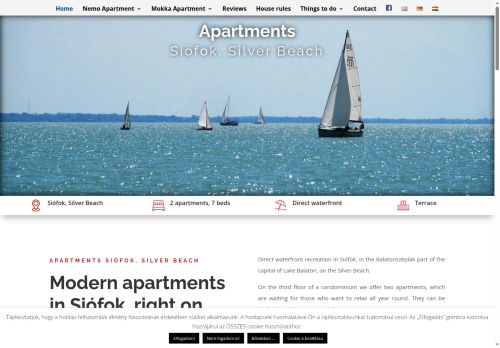 Home Nemo Apartment Mokka Apartment Reviews House rules Things to do Contact
Apartments
Siófok, Silver Beach
Siófok, Silver Beach
2 apartments, 7 beds
Direct waterfront
Terrace
APARTMENTS SIÓFOK, SILVER BEACH
Modern apartments
in Siófok, right on
Direct waterfront recreation in Siófok, in the Balatonszéplak part of the
capital of Lake Balaton, on the Silver Beach.
On the third floor of a condominium we offer two apartments, which
are waiting for those who want to relax all year round. They can be
Tájékoztatjuk, hogy a honlap felhasználói élmény fokozásának érdekében sütiket alkalmazunk. A honlapunk használatával Ön a tájékoztatásunkat tudomásul veszi. Az „Elfogadás” gombra kattintva
hozzájárul az ÖSSZES cookie használatához.
Elfogadom! Nem fogadom el! Bővebben ... Cookie-k beállítása